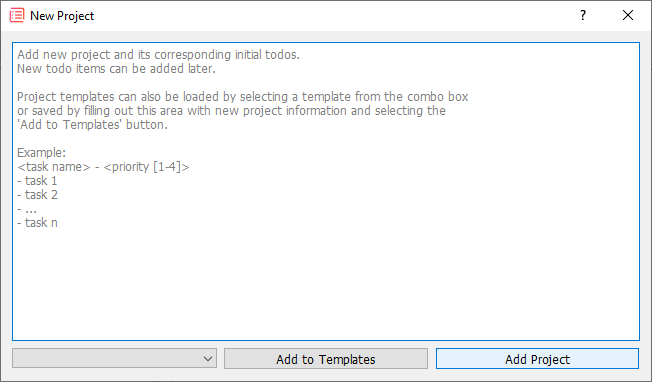 New Project
Add new project and its corresponding initial todos.
New todo items can be added later.
Project templates can also be loaded by selecting a template from the combo box
or saved by filling out this area with new project information and selecting the
'Add to Templates' button.
Example:
<task name> - <priority [1-4]>
- task 1
- task 2
- ...
- task n
Add to Templates
Add Project